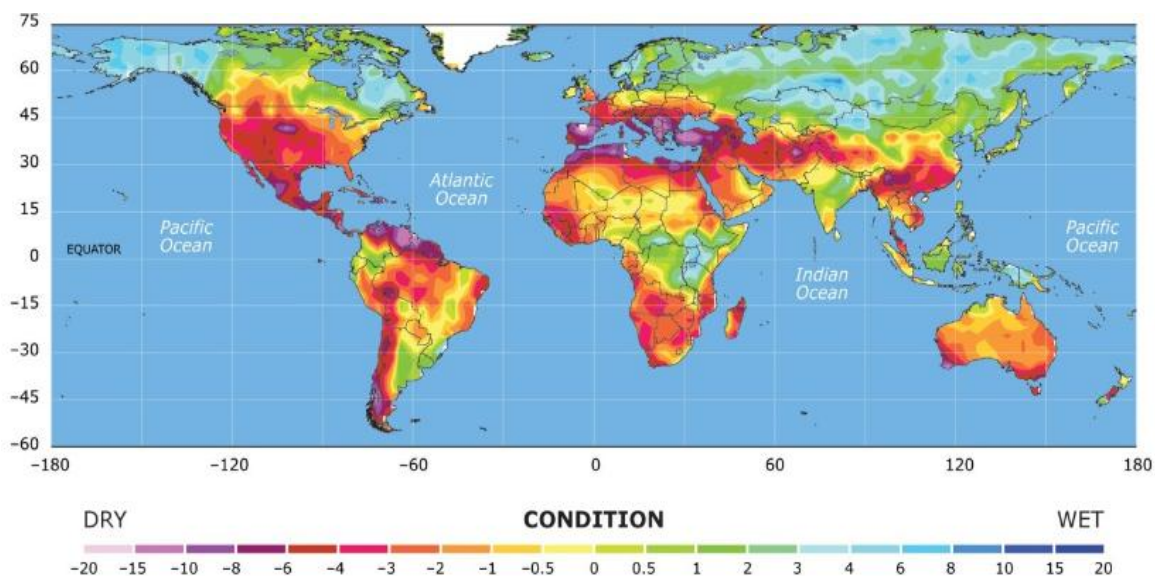 75
60
45
30
15
0
−15
−30
−45
−60
Atlantic
Ocean
Pacific
Ocean
EQUATOR
Pacific
Ocean
Indian
Ocean
−180 −120 −60 0 60 120 180
DRY CONDITION WET
−20 −15 −10 −8 −6 −4 −3 −2 −1 −0.5 0 0.5 1 2 3 4 6 8 10 15 20